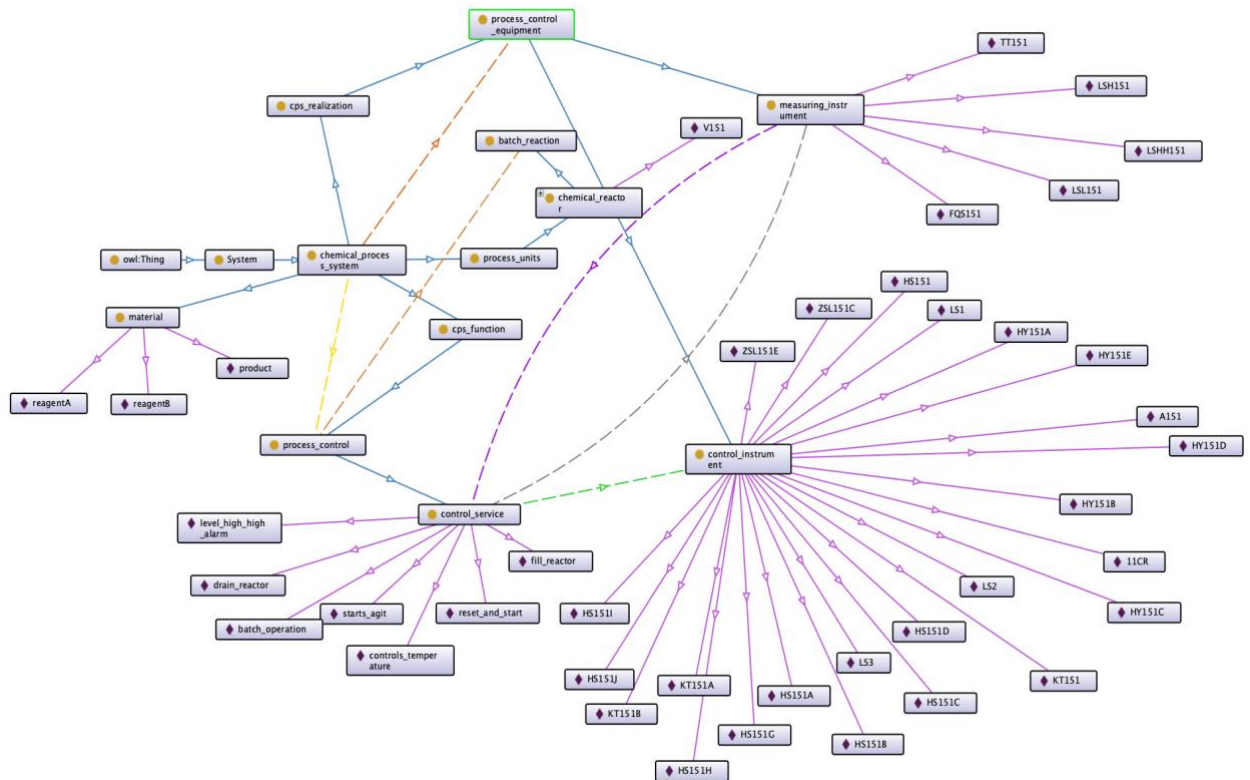 process_control
_equipment
TT151
LSH151
cps_realization
measuring_instr
ument
V151
batch_reaction
LSHH151
LSL151
chemical_reacto
r
FQS151
owl:Thing
System
chemical_proces
s_system
process_units
HS151
ZSL151C
LS1
material
cps_function
HY151A
ZSL151E
HY151E
product
reagentA
reagentB
A151
process_control
HY151D
control_instrum
ent
HY151B
control_service
level_high_high
_alarm
fill_reactor
11CR
drain_reactor
LS2
starts_agit
reset_and_start
HS151I
HY151C
batch_operation
HS151D
controls_temper
ature
LS3
HS151J
KT151A
KT151
HS151A
HS151C
KT151B
HS151G
HS151B
HS151H